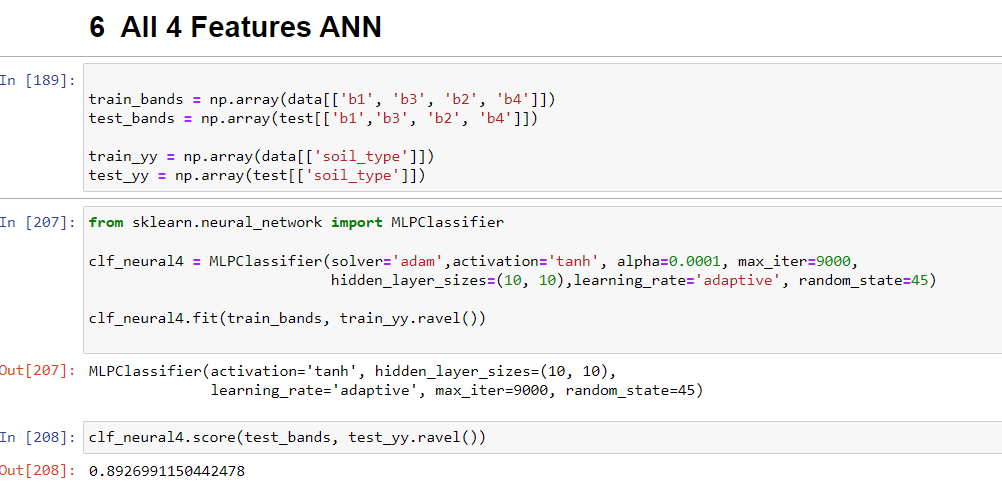 6 All 4 Features ANN
In [189]:
train_bands = np.array(data[['b1', 'b3', 'b2', 'b4']])
test_bands = np.array(test[['b1','b3', 'b2', 'b4']])
train_yy = np.array(data[['soil_type']])
test_yy = np.array(test[['soil_type']])
In [207]: from sklearn.neural_network import MLPClassifier
clf_neural4 = MLPClassifier(solver='adam',activation='tanh', alpha=0.0001, max_iter=9000,
hidden_layer_sizes=(10, 10),learning_rate='adaptive', random_state=45)
clf_neural4.fit(train_bands, train_yy.ravel())
Out[207]: MLPClassifier(activation='tanh', hidden_layer_sizes=(10, 10),
learning_rate='adaptive', max_iter=9000, random_state=45)
In [208]: clf_neural4.score(test_bands, test_yy.ravel())
Out[208]: 0.8926991150442478